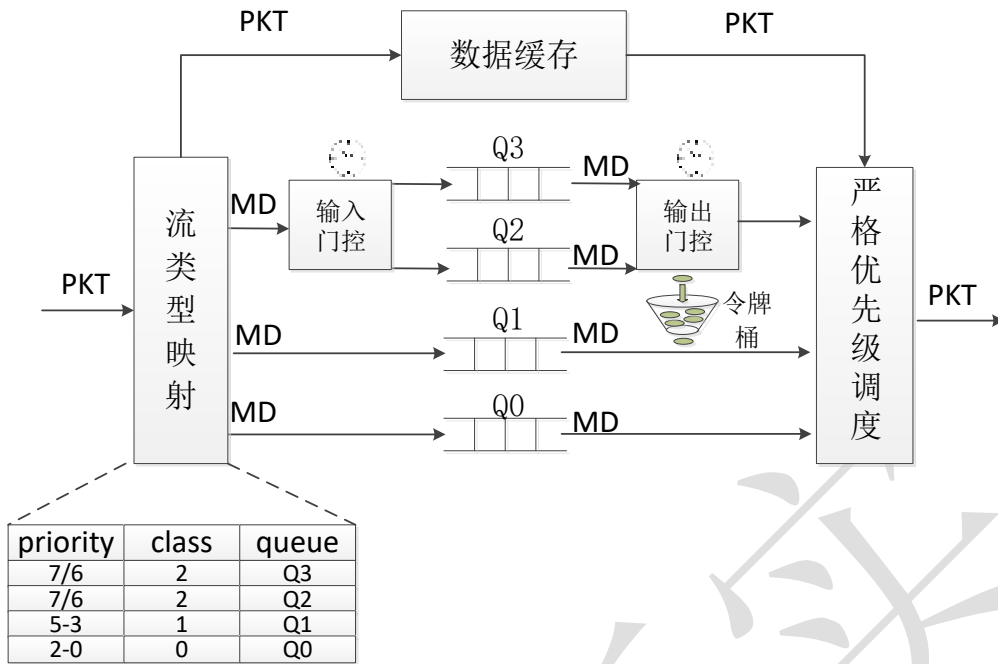 PKT
数据缓存
PKT
流类型映射
MD
输入
门控
Q3
MD
输出
门控
严格优先级调度
Q2
MD
PKT
令牌
桶
PKT
MD
Q1
MD
MD
Q0
MD
priority class queue
7/6 2 Q3
7/6 2 Q2
5-3 1 Q1
2-0 0 Q0